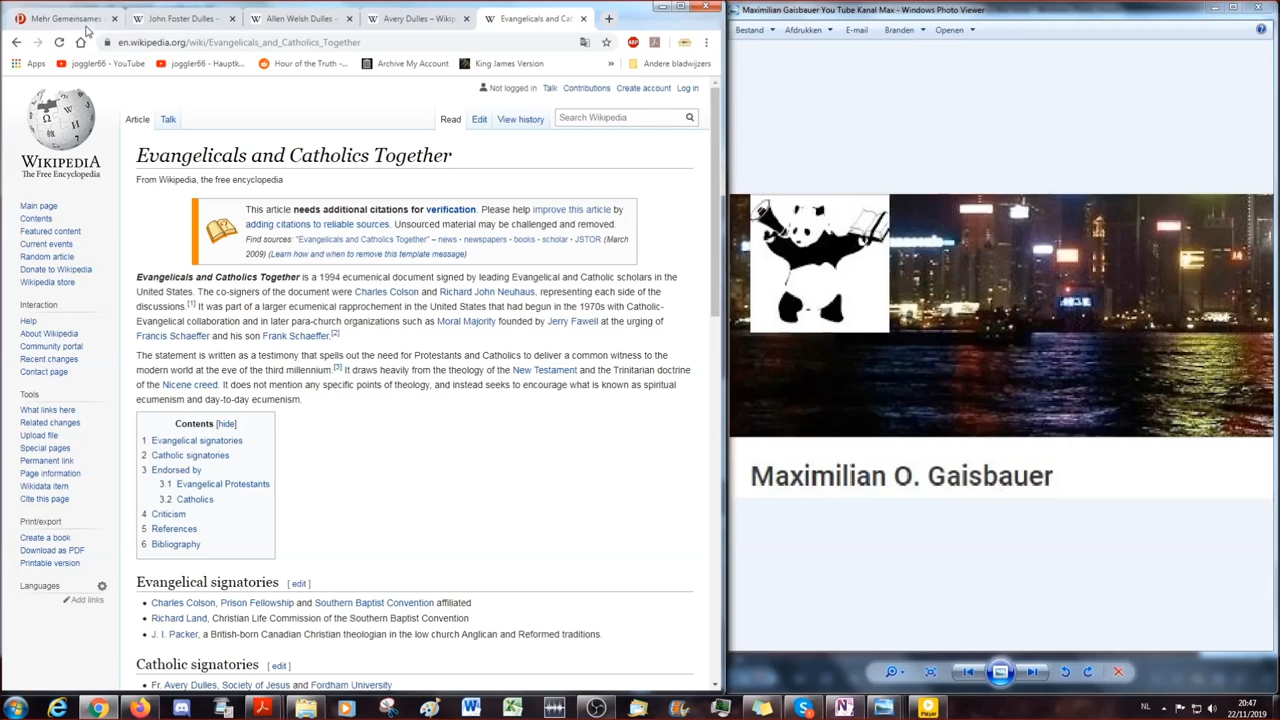 Mehr Gemeinsames
John Foster Dulles -
Allen Welsh Dulles -
Avery Dulles – Wikip
Evangelicals and Cat
en.wikipedia.org/wiki/Evangelicals_and_Catholics_Together
Apps
joggler66 - YouTube
joggler66 - Hauptk...
Hour of the Truth :...
Archive My Account
King James Version
»
Andere bladwijzers
Not logged in Talk Contributions Create account Log in
Article Talk Read Edit View history Search Wikipedia
WIKIPEDIA
The Free Encyclopedia
Main page
Contents
Featured content
Current events
Random article
Donate to Wikipedia
Wikipedia store
Interaction
Help
About Wikipedia
Community portal
Recent changes
Contact page
Tools
What links here
Related changes
Upload file
Special pages
Permanent link
Page information
Wikidata item
Cite this page
Print/export
Create a book
Download as PDF
Printable version
Languages
Add links
Evangelicals and Catholics Together
From Wikipedia, the free encyclopedia
This article needs additional citations for verification. Please help improve this article by
adding citations to reliable sources. Unsourced material may be challenged and removed.
Find sources: "Evangelicals and Catholics Together" – news · newspapers · books · scholar · JSTOR (March
2009) (Learn how and when to remove this template message)
Evangelicals and Catholics Together is a 1994 ecumenical document signed by leading Evangelical and Catholic scholars in the
United States. The co-signers of the document were Charles Colson and Richard John Neuhaus, representing each side of the
discussions.[1] It was part of a larger ecumenical rapprochement in the United States that had begun in the 1970s with Catholic-
Evangelical collaboration and in later para-church organizations such as Moral Majority founded by Jerry Fawell at the urging of
Francis Schaeffer and his son Frank Schaeffer.[2]
The statement is written as a testimony that spells out the need for Protestants and Catholics to deliver a common witness to the
modern world at the eve of the third millennium.[3] It draws heavily from the theology of the New Testament and the Trinitarian doctrine
of the Nicene creed. It does not mention any specific points of theology, and instead seeks to encourage what is known as spiritual
ecumenism and day-to-day ecumenism.
Contents [hide]
1 Evangelical signatories
2 Catholic signatories
3 Endorsed by
3.1 Evangelical Protestants
3.2 Catholics
4 Criticism
5 References
6 Bibliography
Evangelical signatories [ edit ]
• Charles Colson, Prison Fellowship and Southern Baptist Convention affiliated
• Richard Land, Christian Life Commission of the Southern Baptist Convention
• J. I. Packer, a British-born Canadian Christian theologian in the low church Anglican and Reformed traditions.
Catholic signatories [ edit ]
• Fr. Avery Dulles, Society of Jesus and Fordham University
Maximilian Gaisbauer You Tube Kanal Max - Windows Photo Viewer
Bestand Afdrukken E-mail Branden Openen
Maximilian O. Gaisbauer
NL
20:47
22/11/2019